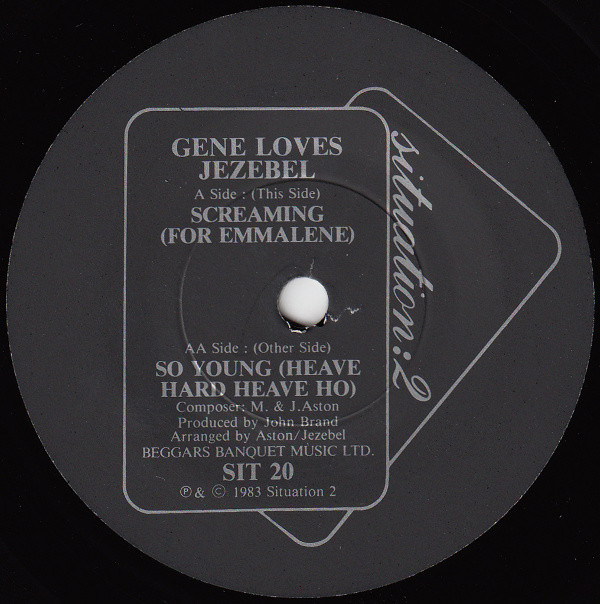 GENE LOVES
JEZEBEL
A Side : (This Side)
SCREAMING
(FOR EMMALENE)
AA Side : (Other Side)
SO YOUNG (HEAVE
HARD HEAVE HO)
Composer: M. & J.Aston
Produced by John Brand
Arranged by Aston/Jezebel
BEGGARS BANQUET MUSIC LTD.
SIT 20
℗ & © 1983 Situation 2
situation:2